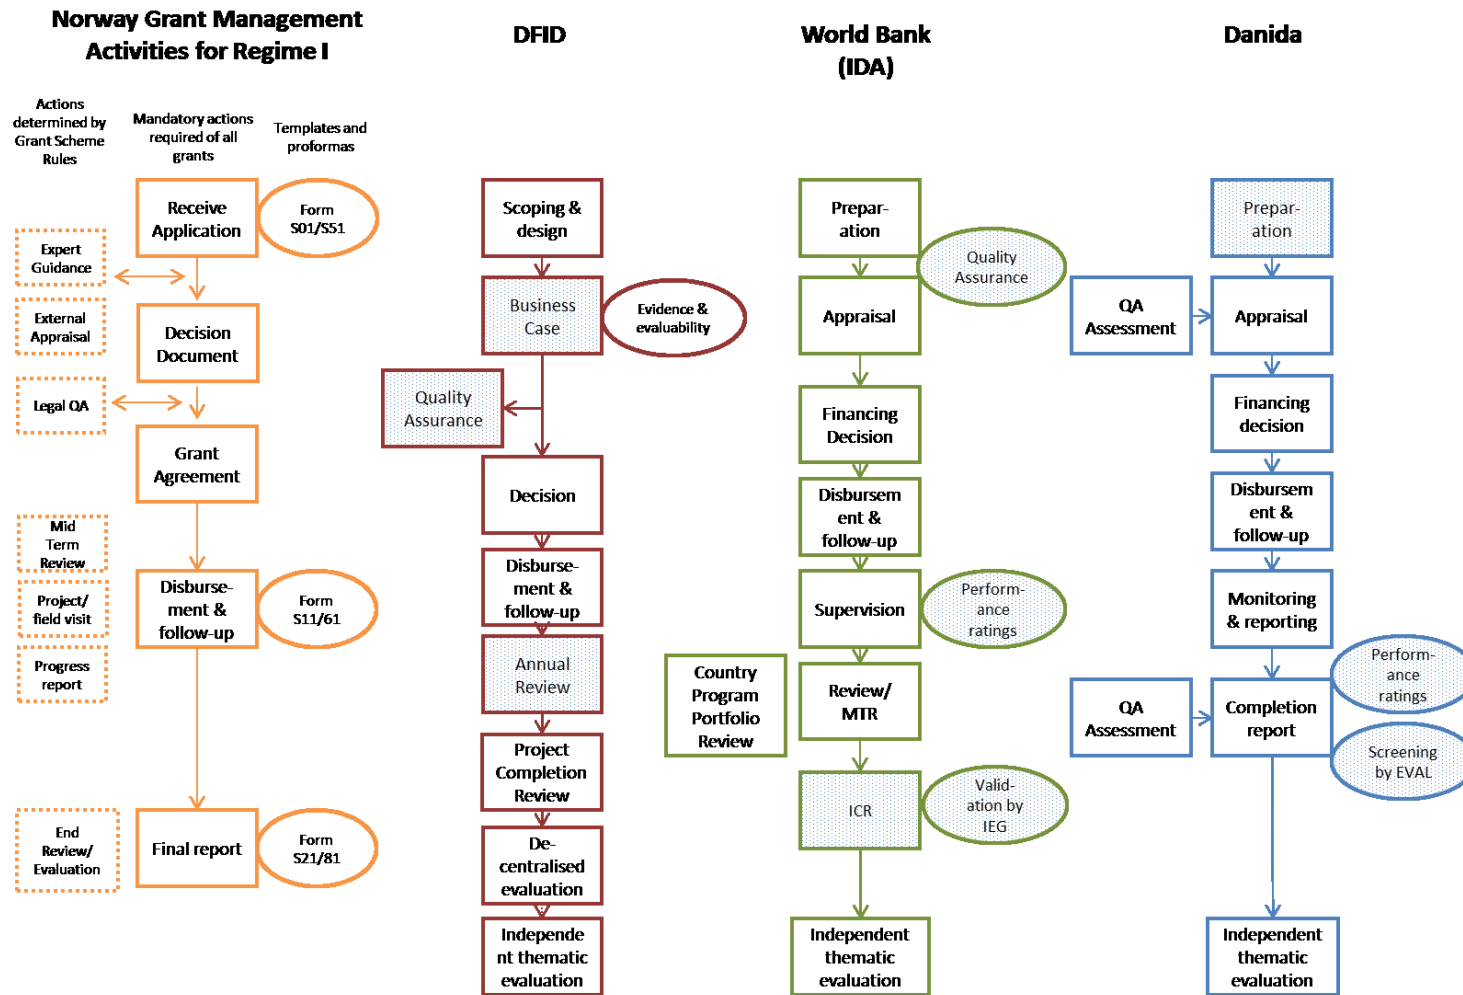 Norway Grant Management
Activities for Regime I
DFID
World Bank
(IDA)
Danida
Actions
determined by
Grant Scheme
Rules
Mandatory actions
required of all
grants
Templates and
proformas
Receive
Application
Form
S01/S51
Expert
Guidance
External
Appraisal
Decision
Document
Legal QA
Grant
Agreement
Mid
Term
Review
Project/
field visit
Progress
report
Disburse-
ment &
follow-up
Form
S11/61
End
Review/
Evaluation
Final report
Form
S21/81
Scoping &
design
Business
Case
Evidence &
evaluability
Quality
Assurance
Decision
Disburse-
ment &
follow-up
Annual
Review
Project
Completion
Review
De-
centralised
evaluation
Independe
nt thematic
evaluation
Prepar-
ation
Quality
Assurance
Appraisal
Financing
Decision
Disbursem
ent &
follow-up
Supervision
Perform-
ance
ratings
Country
Program
Portfolio
Review
Review/
MTR
ICR
Valid-
ation by
IEG
Independent
thematic
evaluation
Prepar-
ation
QA
Assessment
Appraisal
Financing
decision
Disbursem
ent &
follow-up
Monitoring
& reporting
Perform-
ance
ratings
QA
Assessment
Completion
report
Screening
by EVAL
Independent
thematic
evaluation